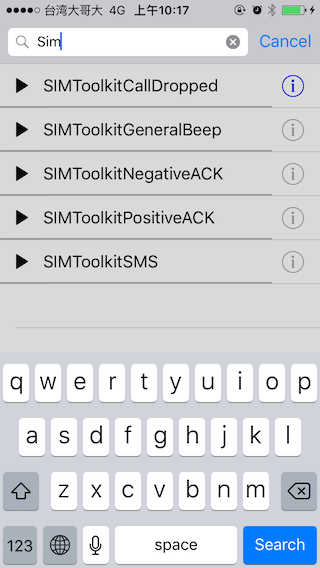 台湾大哥大 4G 上午10:17
Sim Cancel
SIMToolkitCallDropped
SIMToolkitGeneralBeep
SIMToolkitNegativeACK
SIMToolkitPositiveACK
SIMToolkitSMS
q w e r t y u i o p
a s d f g h j k l
z x c v b n m
123 space Search